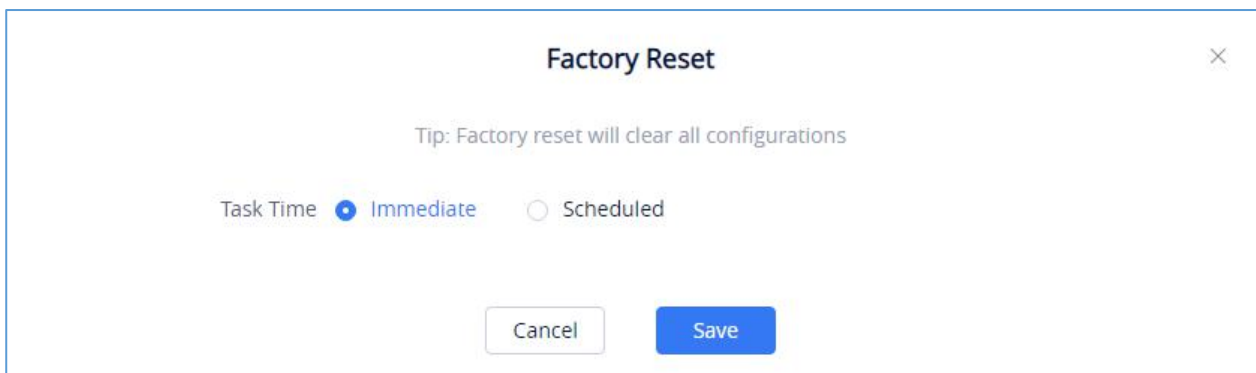 Factory Reset
Tip: Factory reset will clear all configurations
Task Time Immediate Scheduled
Cancel Save